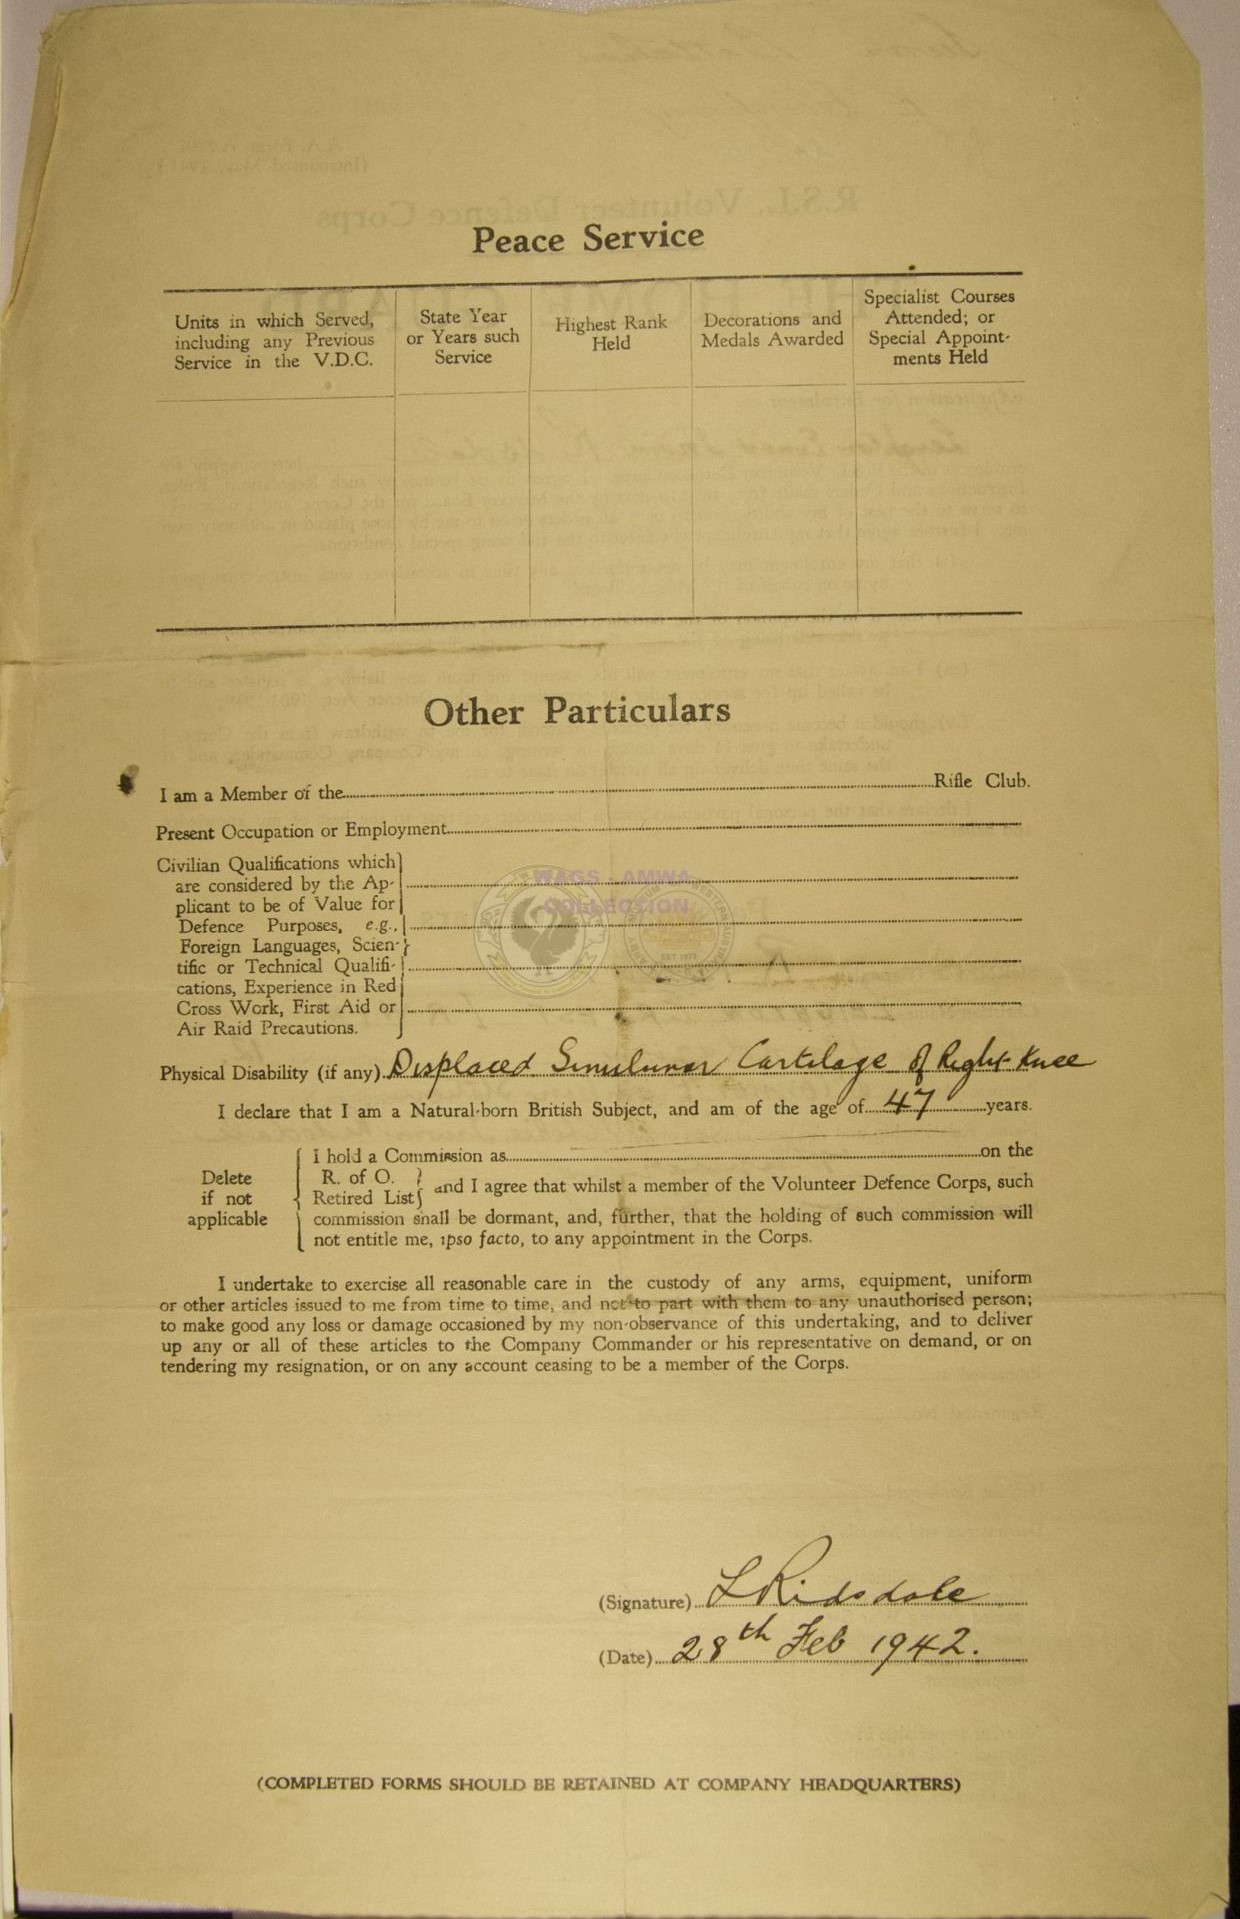 Peace Service
Units in which Served, including any Previous Service in the V.D.C.
State Year or Years such Service
Highest Rank Held
Decorations and Medals Awarded
Specialist Courses Attended; or Special Appoint-ments Held
Other Particulars
I am a Member of the Rifle Club.
Present Occupation or Employment
WAGS - AMWA
COLLECTION
Civilian Qualifications which
are considered by the Ap-
plicant to be of Value for
Defence Purposes, e.g.,
Foreign Languages, Scien-
tific or Technical Qualifi-
cations, Experience in Red
Cross Work, First Aid or
Air Raid Precautions.
Physical Disability (if any) Displaced Semilunar Cartilage of Right Knee
I declare that I am a Natural-born British Subject, and am of the age of 47 years.
Delete
if not
applicable
I hold a Commission as on the
R. of O.
Retired List and I agree that whilst a member of the Volunteer Defence Corps, such
commission shall be dormant, and, further, that the holding of such commission will
not entitle me, ipso facto, to any appointment in the Corps.
I undertake to exercise all reasonable care in the custody of any arms, equipment, uniform
or other articles issued to me from time to time, and not to part with them to any unauthorised person;
to make good any loss or damage occasioned by my non-observance of this undertaking, and to deliver
up any or all of these articles to the Company Commander or his representative on demand, or on
tendering my resignation, or on any account ceasing to be a member of the Corps.
(Signature) L Ridsdale
(Date) 28th Feb 1942.
(COMPLETED FORMS SHOULD BE RETAINED AT COMPANY HEADQUARTERS)